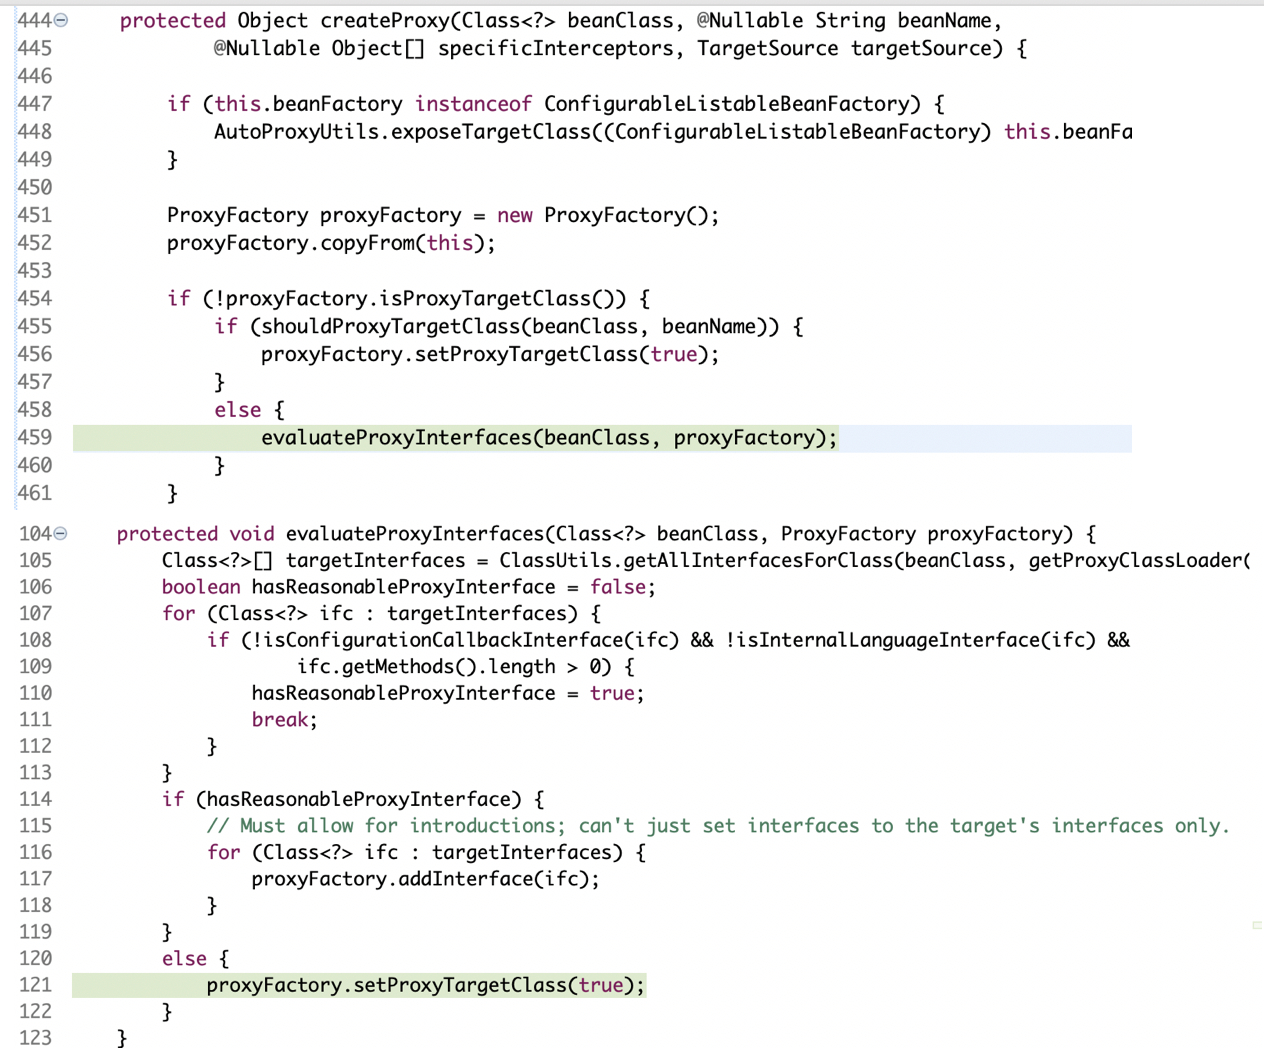 444 protected Object createProxy(Class<?> beanClass, @Nullable String beanName,
445 @Nullable Object[] specificInterceptors, TargetSource targetSource) {
446
447 if (this.beanFactory instanceof ConfigurableListableBeanFactory) {
448 AutoProxyUtils.exposeTargetClass((ConfigurableListableBeanFactory) this.beanFa
449 }
450
451 ProxyFactory proxyFactory = new ProxyFactory();
452 proxyFactory.copyFrom(this);
453
454 if (!proxyFactory.isProxyTargetClass()) {
455 if (shouldProxyTargetClass(beanClass, beanName)) {
456 proxyFactory.setProxyTargetClass(true);
457 }
458 else {
459 evaluateProxyInterfaces(beanClass, proxyFactory);
460 }
461 }
104 protected void evaluateProxyInterfaces(Class<?> beanClass, ProxyFactory proxyFactory) {
105 Class<?>[] targetInterfaces = ClassUtils.getAllInterfacesForClass(beanClass, getProxyClassLoader(
106 boolean hasReasonableProxyInterface = false;
107 for (Class<?> ifc : targetInterfaces) {
108 if (!isConfigurationCallbackInterface(ifc) && !isInternalLanguageInterface(ifc) &&
109 ifc.getMethods().length > 0) {
110 hasReasonableProxyInterface = true;
111 break;
112 }
113 }
114 if (hasReasonableProxyInterface) {
115 // Must allow for introductions; can't just set interfaces to the target's interfaces only.
116 for (Class<?> ifc : targetInterfaces) {
117 proxyFactory.addInterface(ifc);
118 }
119 }
120 else {
121 proxyFactory.setProxyTargetClass(true);
122 }
123 }